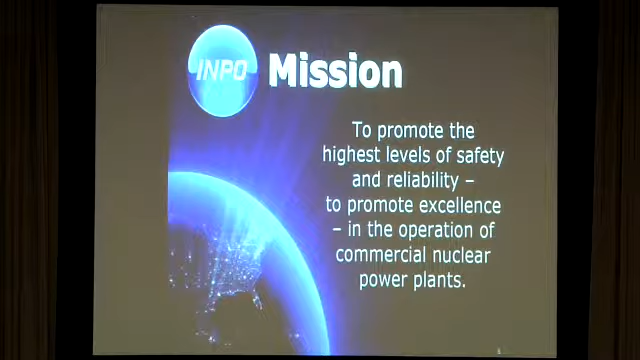 INPO
Mission
To promote the
highest levels of safety
and reliability –
to promote excellence
– in the operation of
commercial nuclear
power plants.